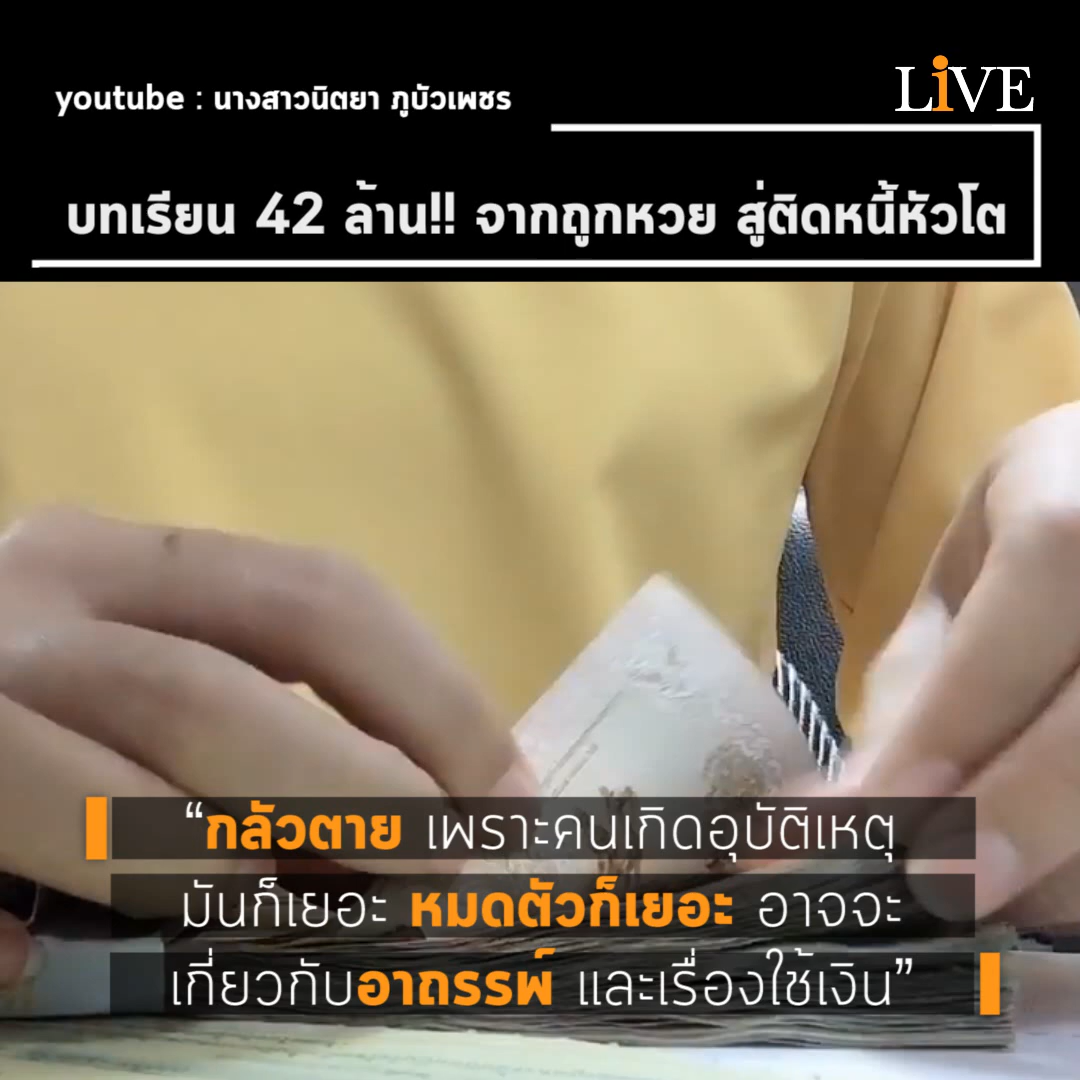 youtube : นางสาวนิตยา ภูบัวเพชร
LiVE
บทเรียน 42 ล้าน!! จากถูกหวย สู่ติดหนี้หัวโต
“กลัวตาย เพราะคนเกิดอุบัติเหตุ
มันก็เยอะ หมดตัวก็เยอะ อาจจะ
เกี่ยวกับอาถรรพ์ และเรื่องใช้เงิน”